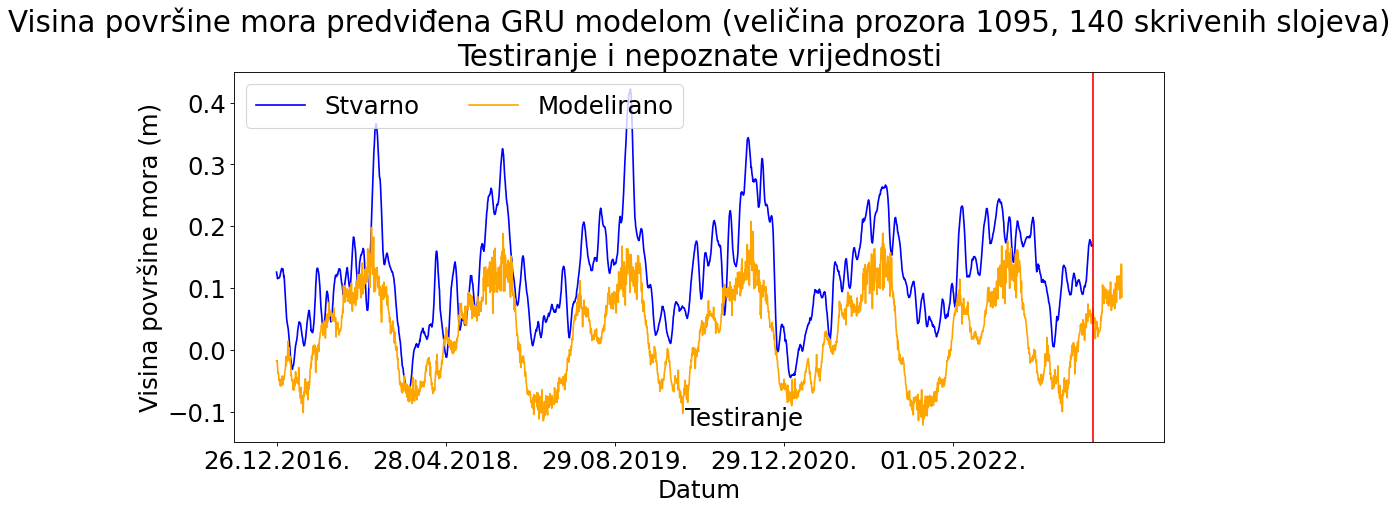 Visina površine mora predviđena GRU modelom (veličina prozora 1095, 140 skrivenih slojeva)
Testiranje i nepoznate vrijednosti
Stvarno
Modelirano
0.4
0.3
0.2
0.1
0.0
−0.1
Visina površine mora (m)
Testiranje
26.12.2016.
28.04.2018.
29.08.2019.
29.12.2020.
01.05.2022.
Datum